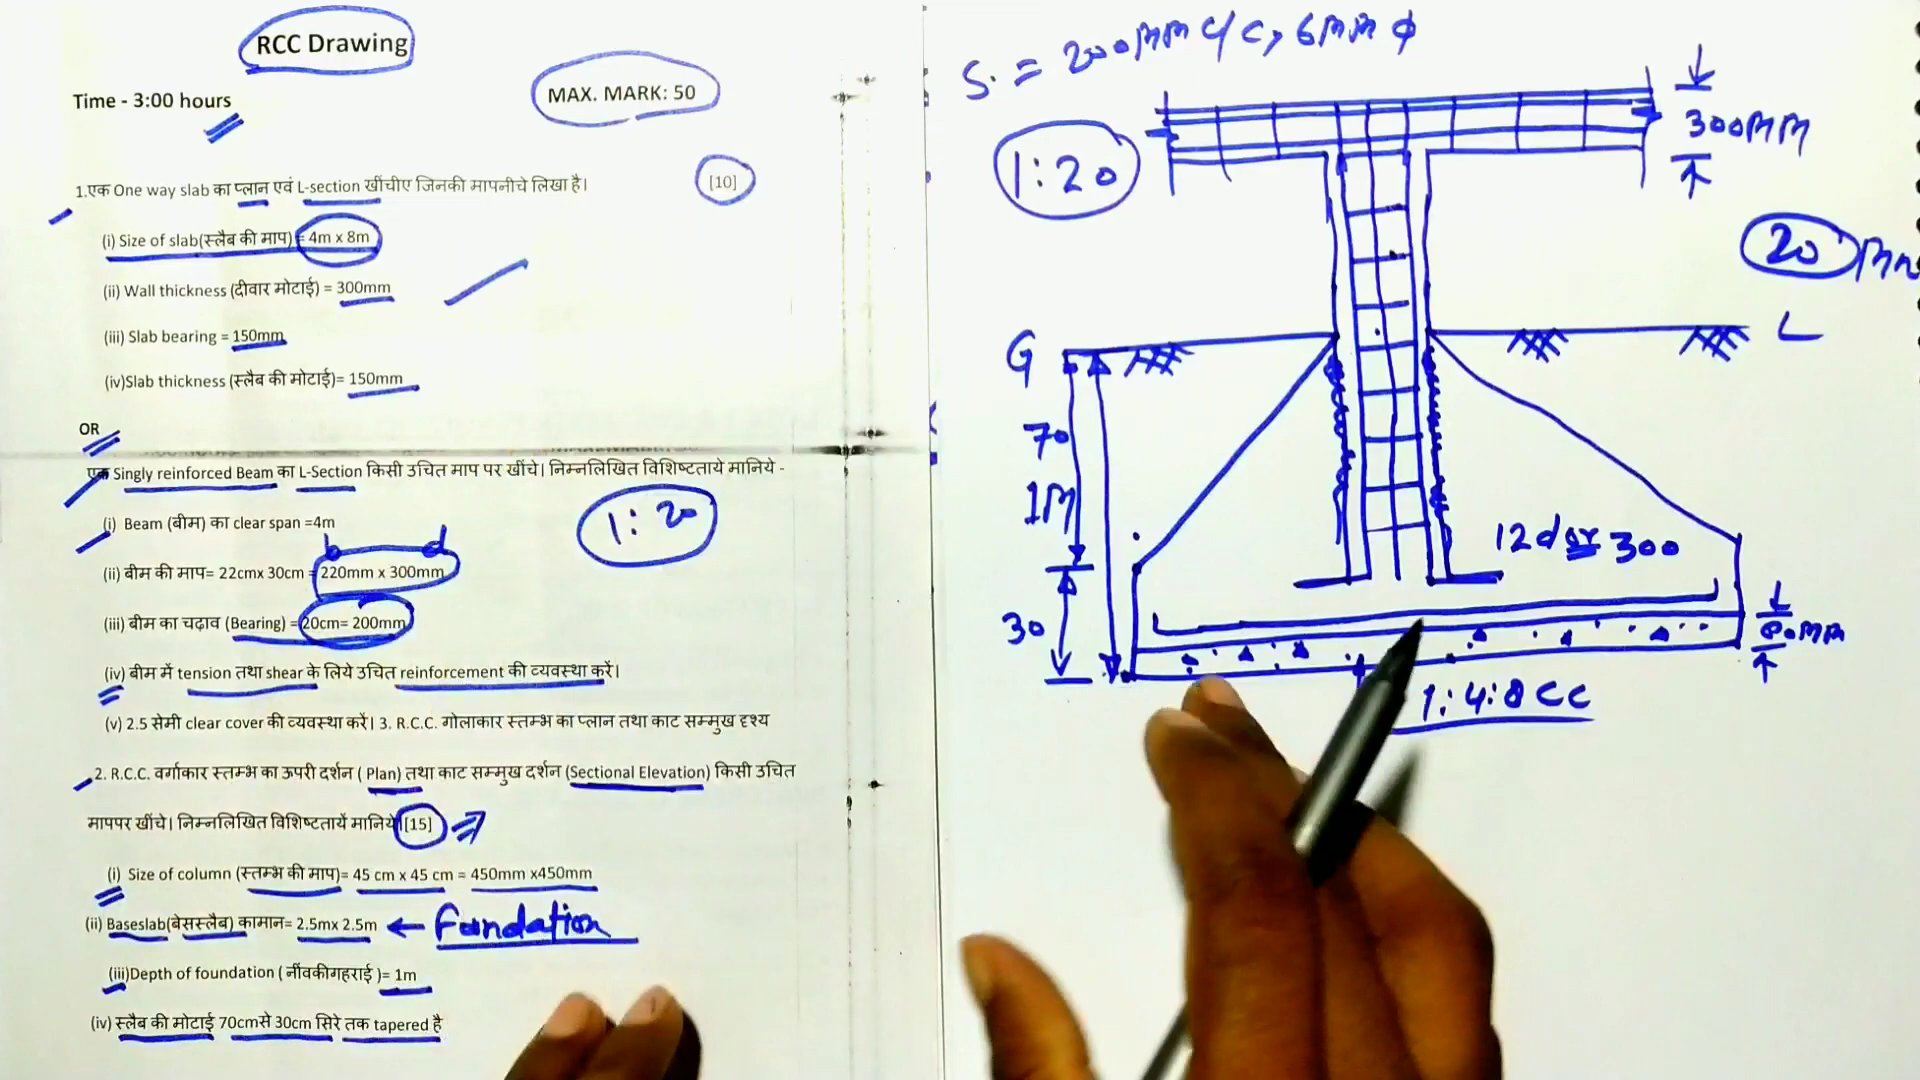 RCC Drawing
Time - 3:00 hours
MAX. MARK: 50
1.एक One way slab का प्लान एवं L-section खींचीए जिनकी मापनीचे लिखा है। [10]
(i) Size of slab(स्लैब की माप) = 4m x 8m
(ii) Wall thickness (दीवार मोटाई) = 300mm
(iii) Slab bearing = 150mm
(iv)Slab thickness (स्लैब की मोटाई)= 150mm
OR
एक Singly reinforced Beam का L-Section किसी उचित माप पर खींचे। निम्नलिखित विशिष्टताये मानिये -
(i) Beam (बीम) का clear span =4m
1:20
b d
(ii) बीम की माप= 22cmx 30cm = 220mm x 300mm
(iii) बीम का चढ़ाव (Bearing) = 20cm= 200mm
(iv) बीम में tension तथा shear के लिये उचित reinforcement की व्यवस्था करें।
(v) 2.5 सेमी clear cover की व्यवस्था करें। 3. R.C.C. गोलाकार स्तम्भ का प्लान तथा काट सम्मुख दृश्य
2. R.C.C. वर्गाकार स्तम्भ का ऊपरी दर्शन ( Plan) तथा काट सम्मुख दर्शन (Sectional Elevation) किसी उचित
मापपर खींचे। निम्नलिखित विशिष्टतायें मानिये [15]
(i) Size of column (स्तम्भ की माप)= 45 cm x 45 cm = 450mm x450mm
(ii) Baseslab(बेसस्लैब) कामान= 2.5mx 2.5m ← Foundation
(iii)Depth of foundation ( नींवकीगहराई )= 1m
(iv) स्लैब की मोटाई 70cmसे 30cm सिरे तक tapered है
S. = 200mm c/c, 6mm ϕ
1:20
300mm
20 mm
G L
70
1m
30
12d or 300
80mm
1:4:8 CC